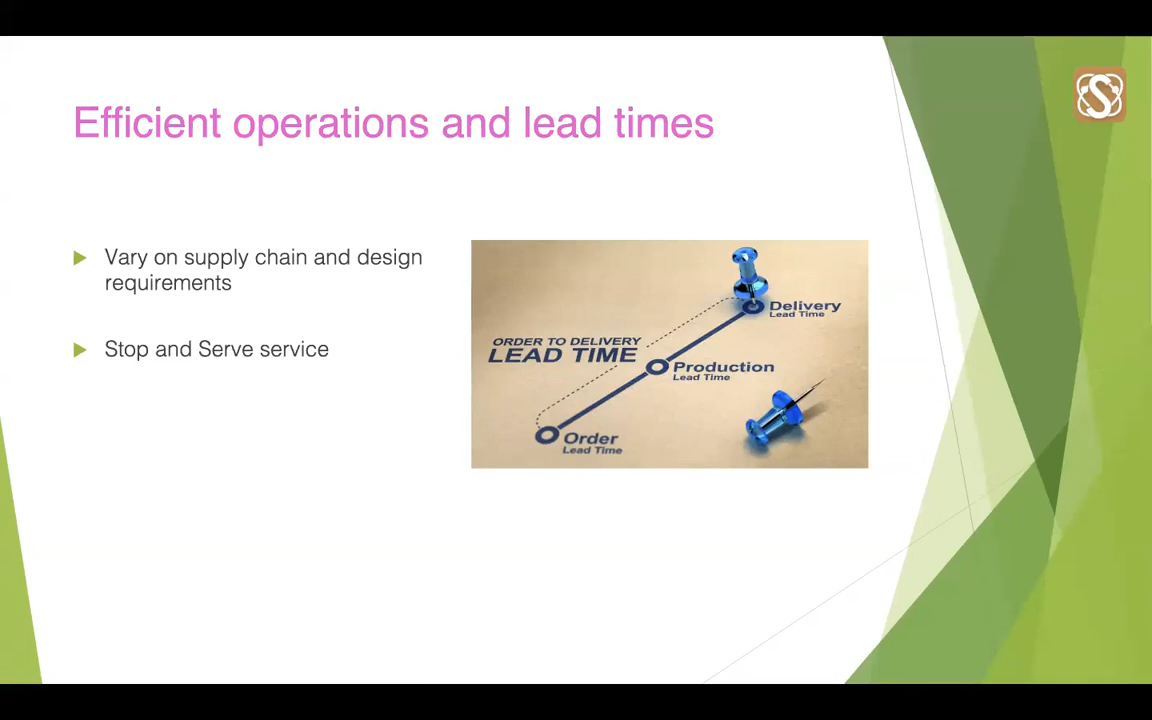 Efficient operations and lead times
Vary on supply chain and design
requirements
Stop and Serve service
Delivery
Lead Time
ORDER TO DELIVERY
LEAD TIME
Production
Lead Time
Order
Lead Time
S